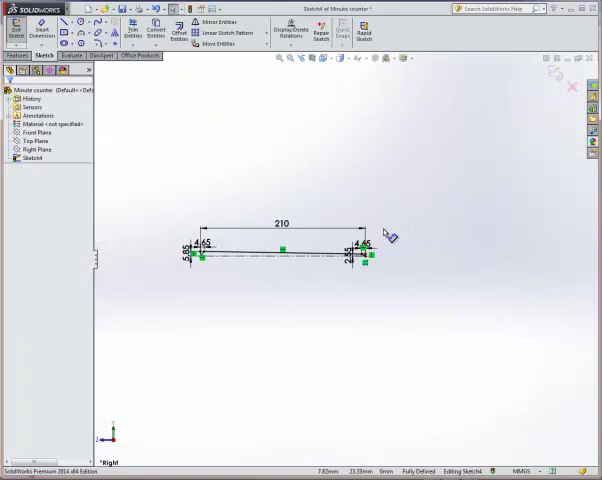 SOLIDWORKS
Sketch4 of Minute counter *
Search SolidWorks Help
Exit Sketch
Smart Dimension
Trim Entities
Convert Entities
Offset Entities
Mirror Entities
Linear Sketch Pattern
Move Entities
Display/Delete Relations
Repair Sketch
Quick Snaps
Rapid Sketch
Features
Sketch
Evaluate
DimXpert
Office Products
Minute counter (Default<<Def
History
Sensors
Annotations
Material <not specified>
Front Plane
Top Plane
Right Plane
Sketch4
210
4.65
4.65
5.85
2.55
Y
Z
*Right
SolidWorks Premium 2014 x64 Edition
7.82mm
23.33mm
0mm
Fully Defined
Editing Sketch4
MMGS